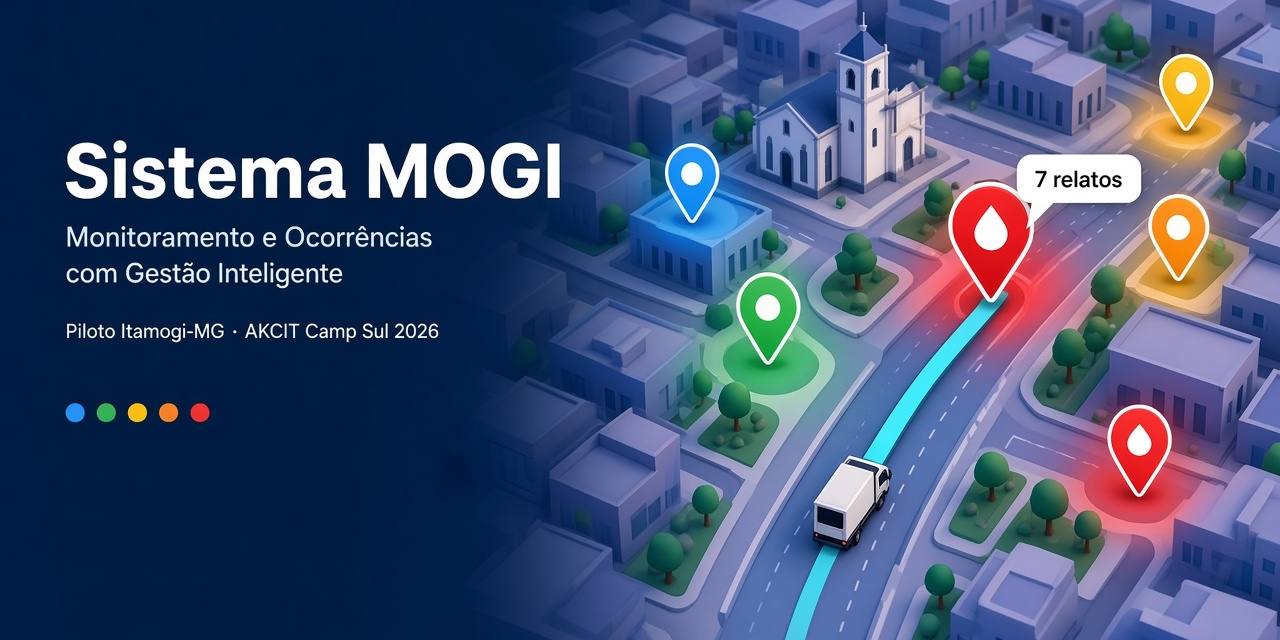 Sistema MOGI
Monitoramento e Ocorrências
com Gestão Inteligente
Piloto Itamogi-MG · AKCIT Camp Sul 2026
7 relatos